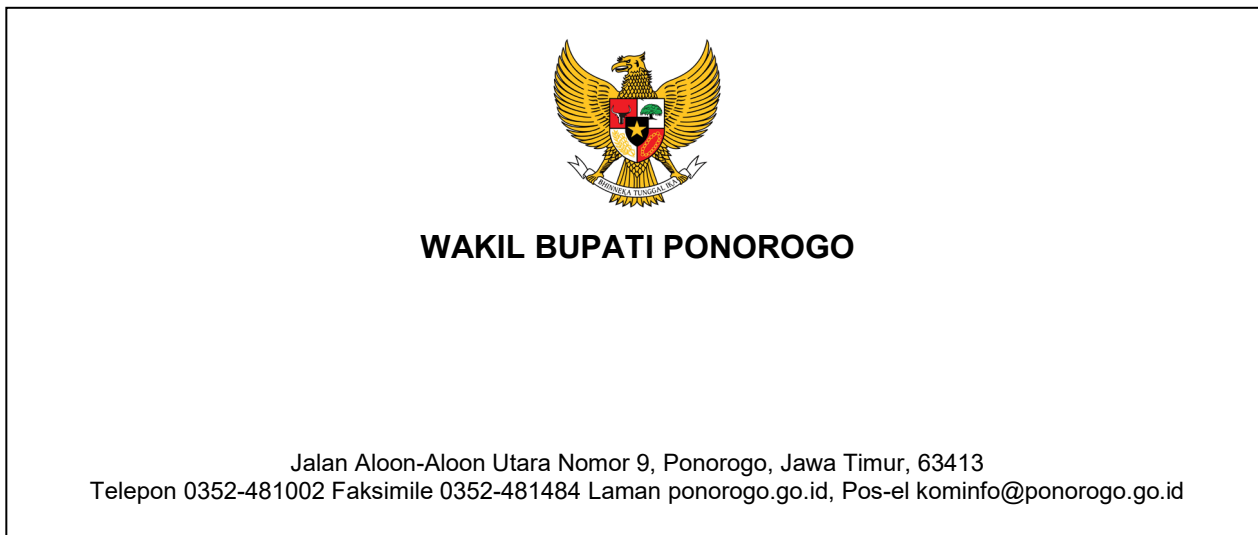 BHINNEKA TUNGGAL IKA
WAKIL BUPATI PONOROGO
Jalan Aloon-Aloon Utara Nomor 9, Ponorogo, Jawa Timur, 63413
Telepon 0352-481002 Faksimile 0352-481484 Laman ponorogo.go.id, Pos-el kominfo@ponorogo.go.id